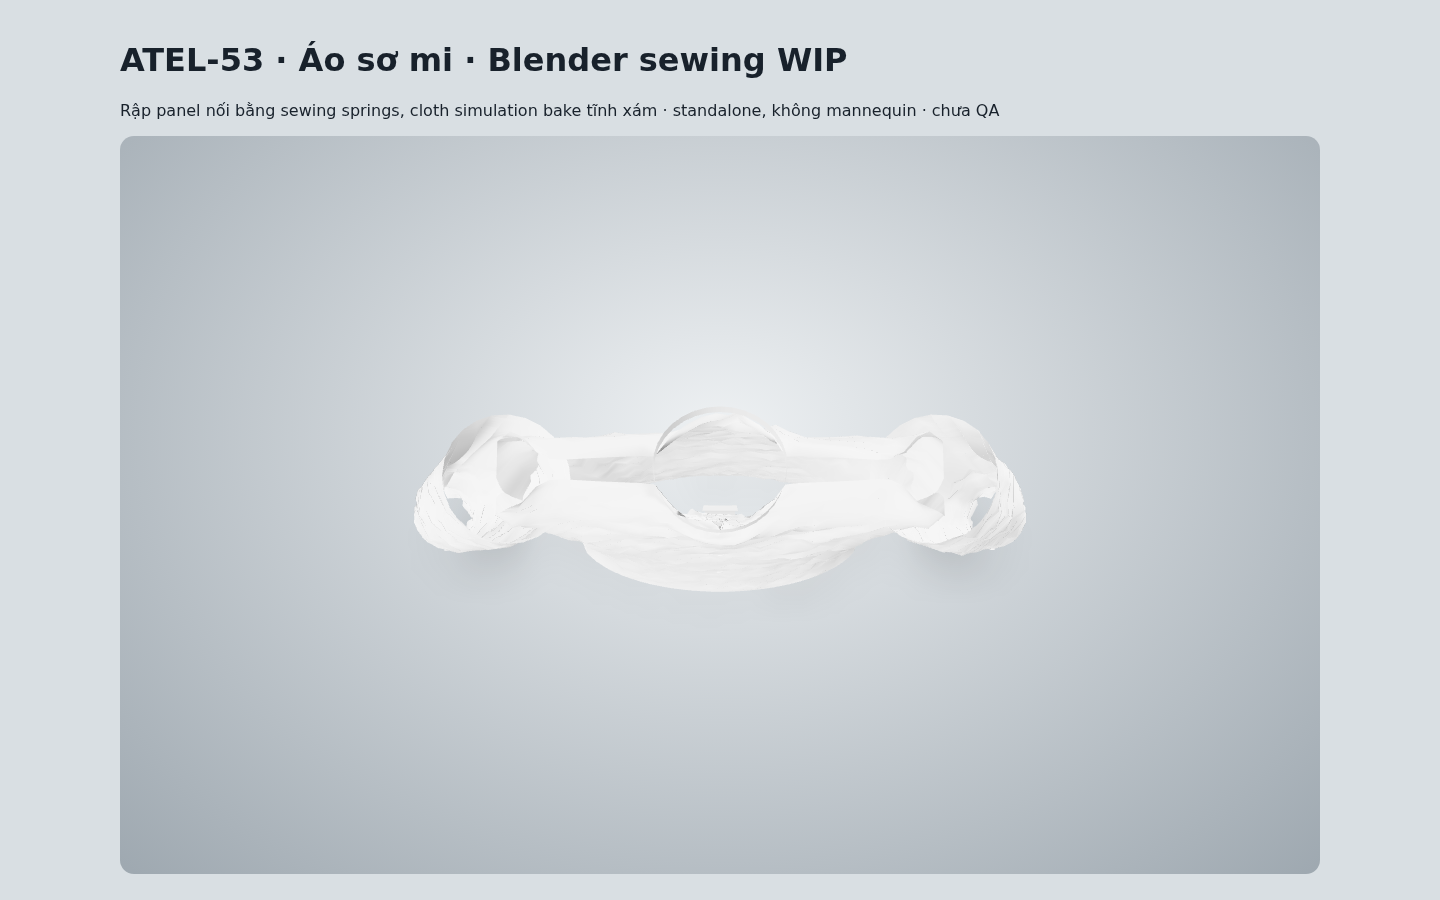 ATEL-53 · Áo sơ mi · Blender sewing WIP
Rập panel nối bằng sewing springs, cloth simulation bake tĩnh xám · standalone, không mannequin · chưa QA